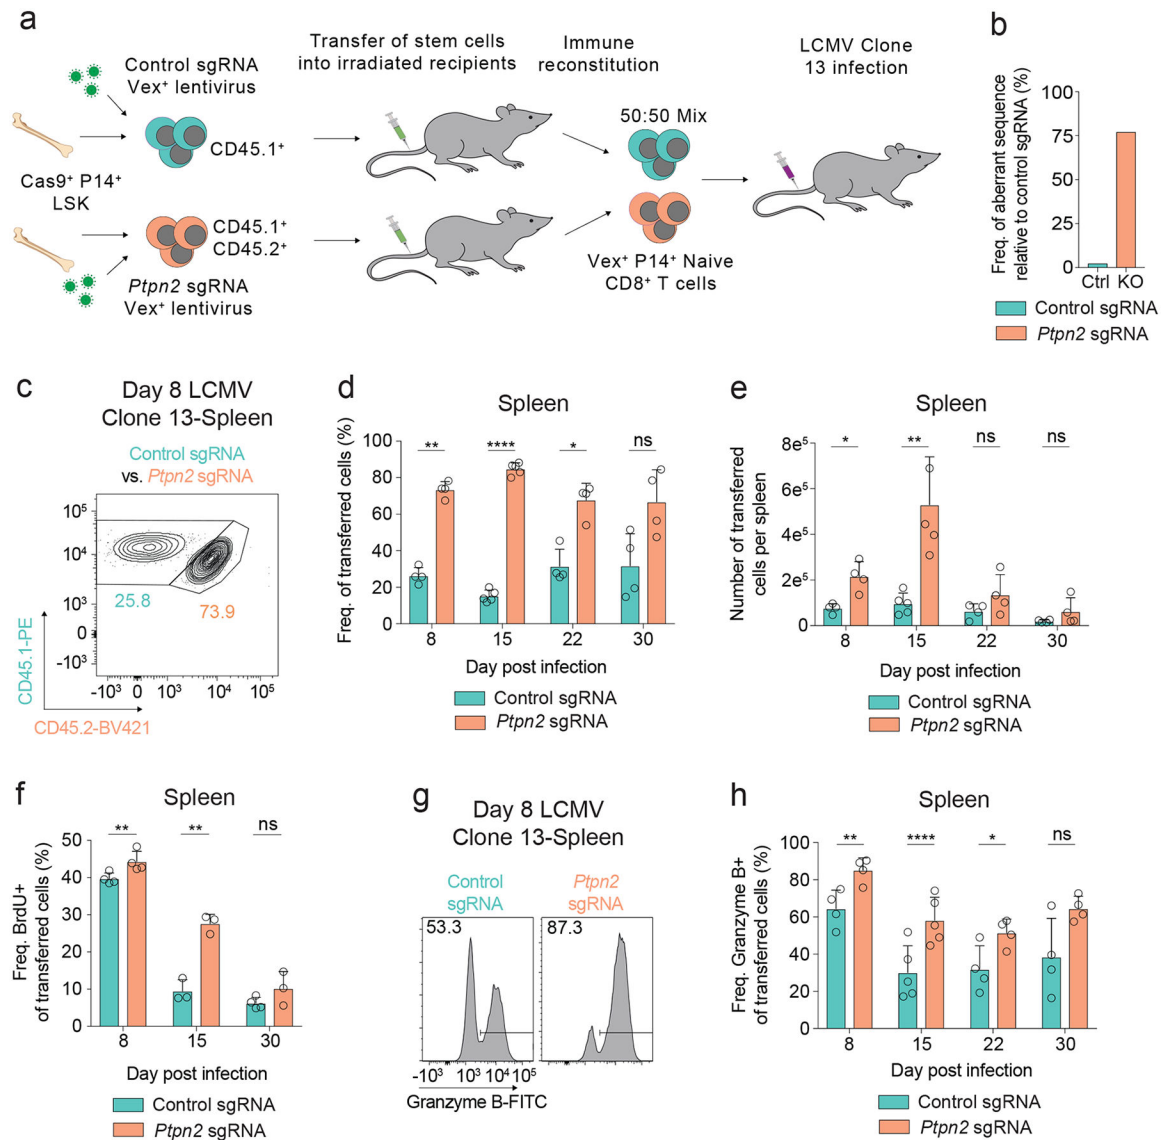 a
Control sgRNA
Vex⁺ lentivirus
CD45.1⁺
Cas9⁺ P14⁺
LSK
CD45.1⁺
CD45.2⁺
Ptpn2 sgRNA
Vex⁺ lentivirus
Transfer of stem cells
into irradiated recipients
Immune
reconstitution
50:50 Mix
Vex⁺ P14⁺ Naive
CD8⁺ T cells
LCMV Clone
13 infection
b
Freq. of aberrant sequence
relative to control sgRNA (%)
100
75
50
25
0
Ctrl KO
Control sgRNA
Ptpn2 sgRNA
c
Day 8 LCMV
Clone 13-Spleen
Control sgRNA
vs. Ptpn2 sgRNA
10⁵
10⁴
10³
0
-10³
25.8
73.9
-10³ 0 10³ 10⁴ 10⁵
CD45.1-PE
CD45.2-BV421
d
Spleen
Freq. of transferred cells (%)
100
80
60
40
20
0
** **** * ns
8 15 22 30
Day post infection
Control sgRNA
Ptpn2 sgRNA
e
Spleen
Number of transferred
cells per spleen
8e⁵
6e⁵
4e⁵
2e⁵
0
* ** ns ns
8 15 22 30
Day post infection
Control sgRNA
Ptpn2 sgRNA
f
Spleen
Freq. BrdU+
of transferred cells (%)
50
40
30
20
10
0
** ** ns
8 15 30
Day post infection
Control sgRNA
Ptpn2 sgRNA
g
Day 8 LCMV
Clone 13-Spleen
Control
sgRNA
Ptpn2
sgRNA
53.3
87.3
-10³ 10³ 10⁴ 10⁵
Granzyme B-FITC
h
Spleen
Freq. Granzyme B+
of transferred cells (%)
100
80
60
40
20
0
** **** * ns
8 15 22 30
Day post infection
Control sgRNA
Ptpn2 sgRNA